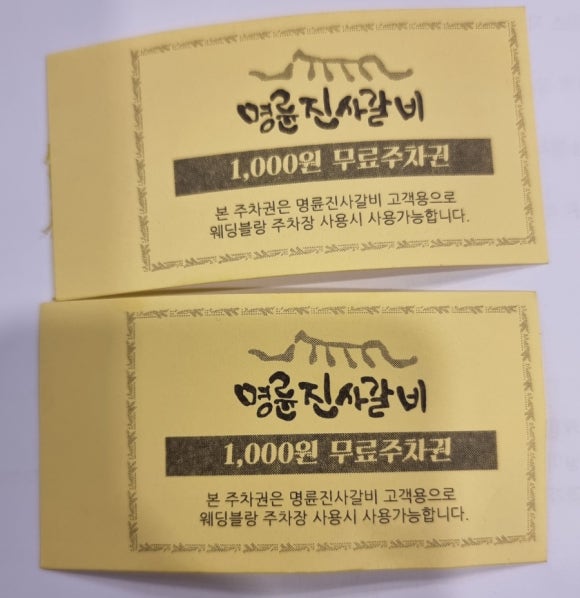 명륜진사갈비
1,000원 무료주차권
본 주차권은 명륜진사갈비 고객용으로
웨딩블랑 주차장 사용시 사용가능합니다.
명륜진사갈비
1,000원 무료주차권
본 주차권은 명륜진사갈비 고객용으로
웨딩블랑 주차장 사용시 사용가능합니다.